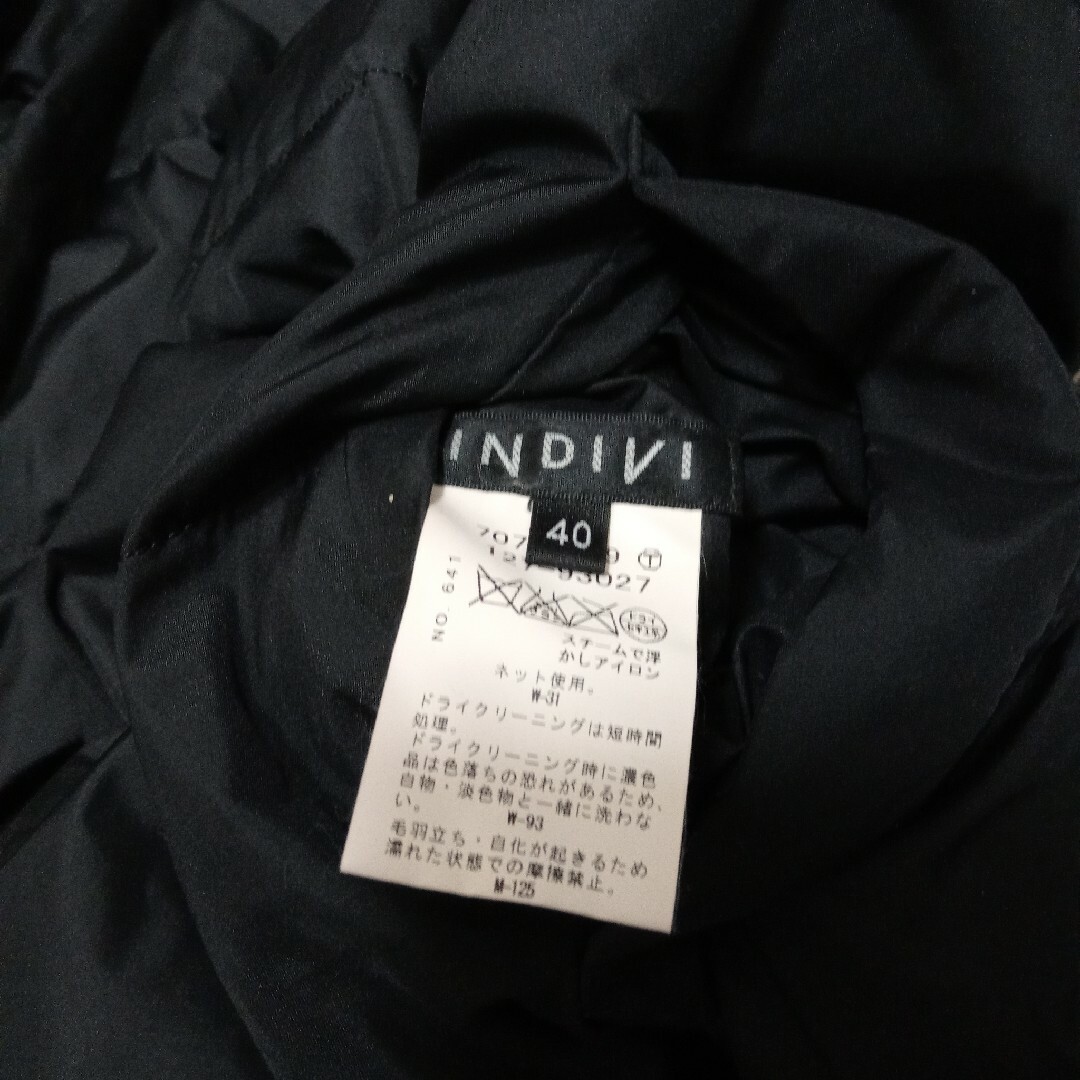 INDIVI
40
707 9 Ⓣ
93027
NO. 641
スチームで浮
かしアイロン
ネット使用。
W-31
ドライクリーニングは短時間
処理。
ドライクリーニング時に濃色
品は色落ちの恐れがあるため、
白物・淡色物と一緒に洗わな
い。
W-93
毛羽立ち・白化が起きるため
濡れた状態での摩擦禁止。
M-125